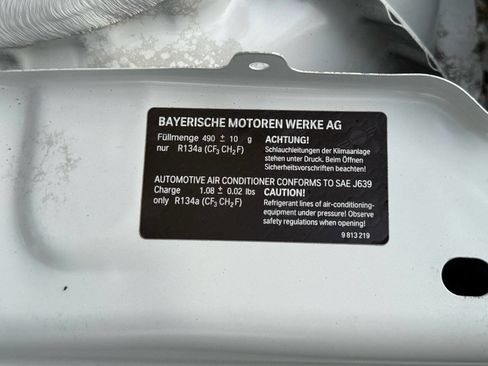 BAYERISCHE MOTOREN WERKE AG
Füllmenge 490 ± 10 g
nur R134a (CF3 CH2F)
ACHTUNG!
Schlauchleitungen der Klimaanlage
stehen unter Druck. Beim Öffnen
Sicherheitsvorschriften beachten!
AUTOMOTIVE AIR CONDITIONER CONFORMS TO SAE J639
Charge 1.08 ± 0.02 lbs
only R134a (CF3 CH2F)
CAUTION!
Refrigerant lines of air-conditioning-
equipment under pressure! Observe
safety regulations when opening!
9 813 219